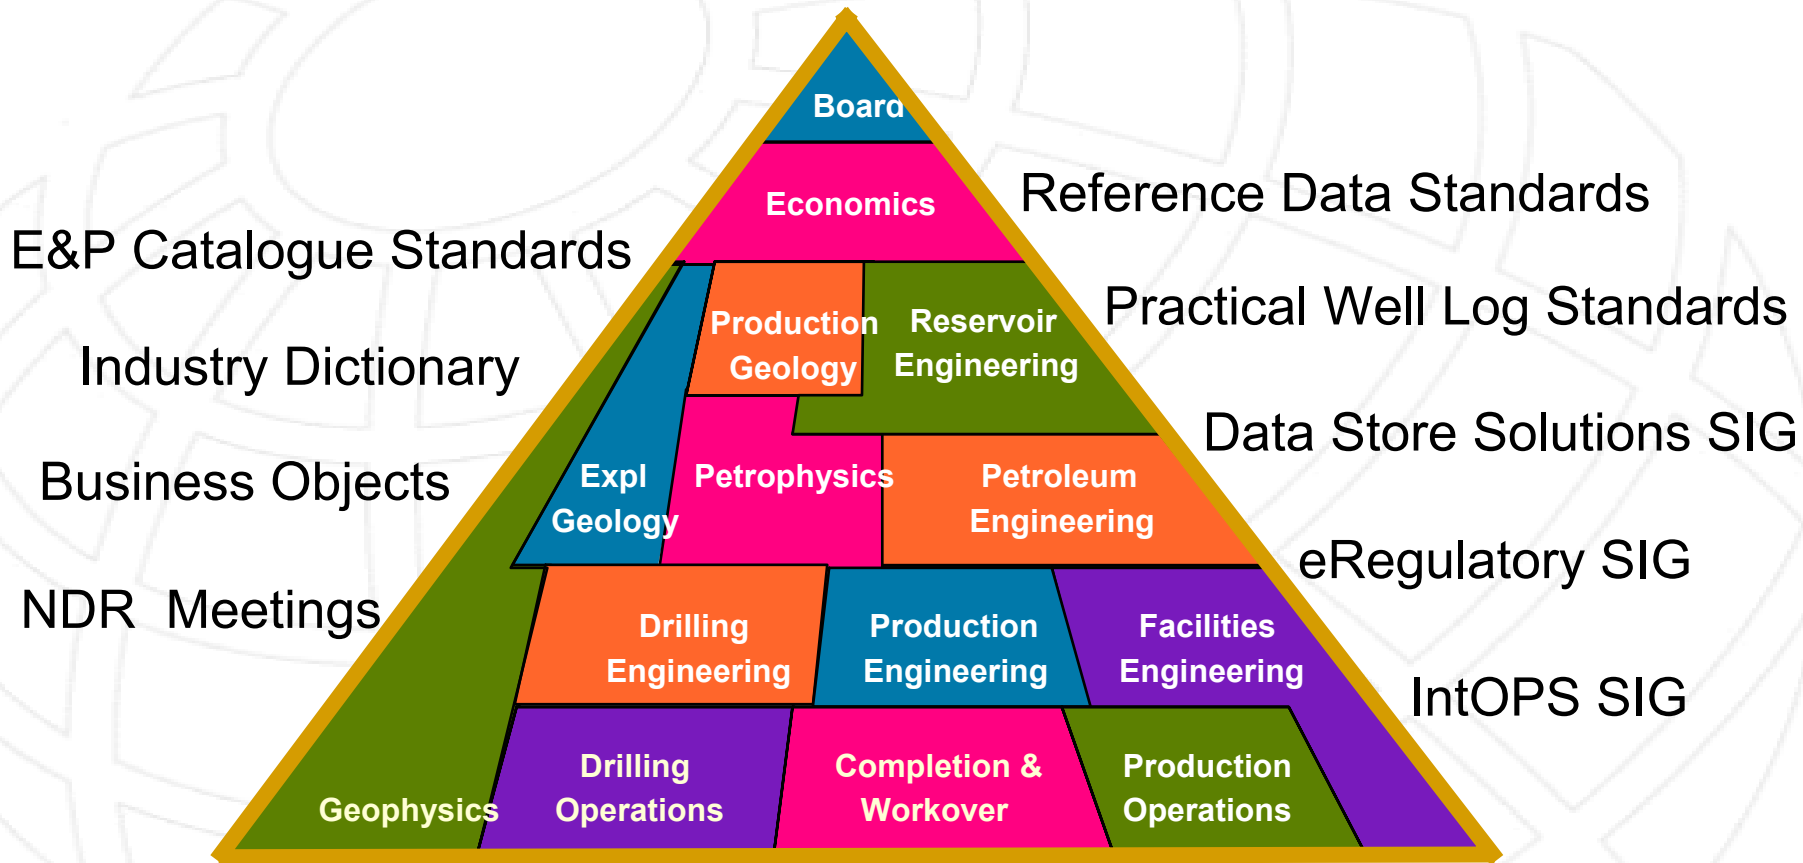 Board
Economics
Reference Data Standards
E&P Catalogue Standards
Practical Well Log Standards
Production
Geology
Reservoir
Engineering
Industry Dictionary
Data Store Solutions SIG
Business Objects
Expl
Geology
Petrophysics
Petroleum
Engineering
eRegulatory SIG
NDR Meetings
Drilling
Engineering
Production
Engineering
Facilities
Engineering
IntOPS SIG
Geophysics
Drilling
Operations
Completion &
Workover
Production
Operations